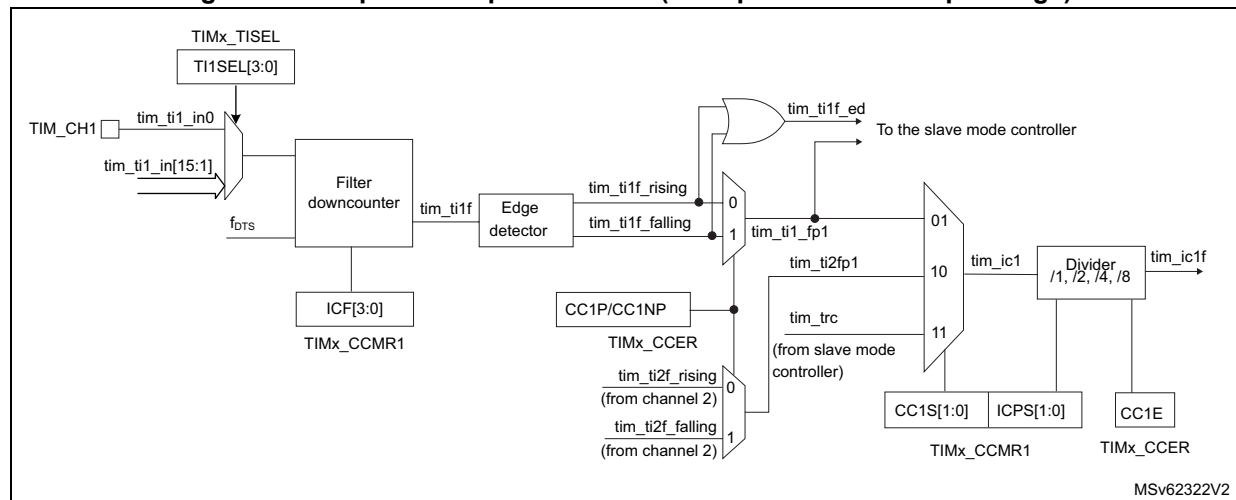 TIMx_TISEL
TI1SEL[3:0]
TIM_CH1
tim_ti1_in0
tim_ti1_in[15:1]
fDTS
Filter
downcounter
ICF[3:0]
TIMx_CCMR1
tim_ti1f
Edge
detector
tim_ti1f_rising
tim_ti1f_falling
tim_ti1f_ed
To the slave mode controller
0
1
tim_ti1_fp1
CC1P/CC1NP
TIMx_CCER
tim_ti2f_rising
(from channel 2)
tim_ti2f_falling
(from channel 2)
0
1
tim_ti2fp1
tim_trc
(from slave mode
controller)
01
10
11
tim_ic1
Divider
/1, /2, /4, /8
tim_ic1f
CC1S[1:0]
ICPS[1:0]
TIMx_CCMR1
CC1E
TIMx_CCER
MSv62322V2